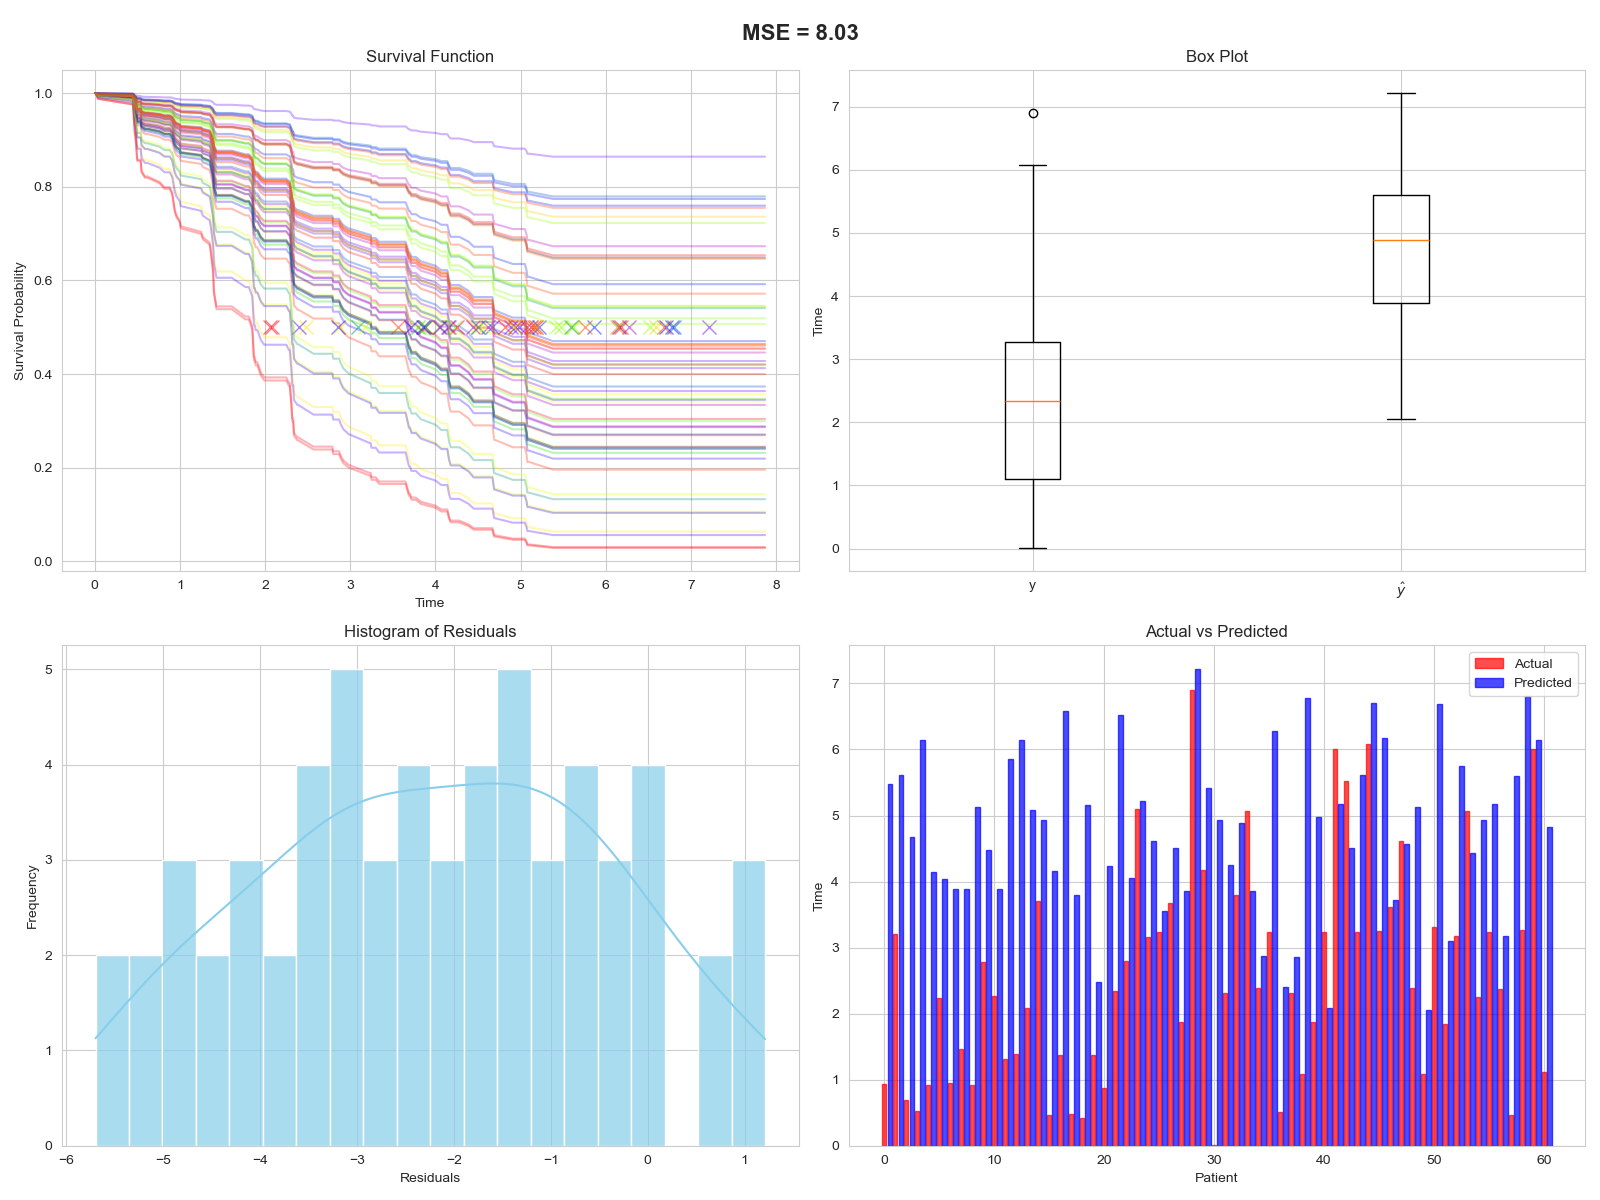 MSE = 8.03
Survival Function
Survival Probability
1.0
0.8
0.6
0.4
0.2
0.0
0 1 2 3 4 5 6 7 8
Time
Box Plot
Time
7
6
5
4
3
2
1
0
y ŷ
Histogram of Residuals
Frequency
5
4
3
2
1
0
−6 −5 −4 −3 −2 −1 0 1
Residuals
Actual vs Predicted
Actual
Predicted
Time
7
6
5
4
3
2
1
0
0 10 20 30 40 50 60
Patient